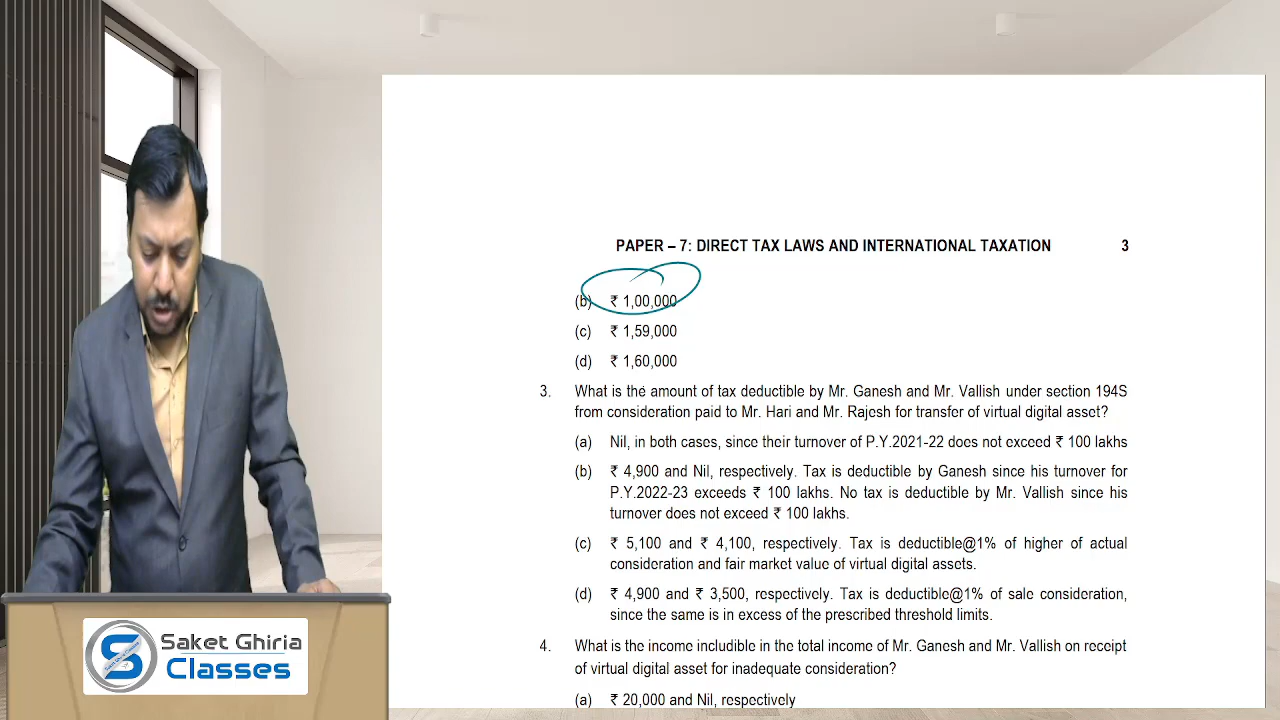 PAPER – 7: DIRECT TAX LAWS AND INTERNATIONAL TAXATION 3
(b) ₹ 1,00,000
(c) ₹ 1,59,000
(d) ₹ 1,60,000
3. What is the amount of tax deductible by Mr. Ganesh and Mr. Vallish under section 194S
from consideration paid to Mr. Hari and Mr. Rajesh for transfer of virtual digital asset?
(a) Nil, in both cases, since their turnover of P.Y.2021-22 does not exceed ₹ 100 lakhs
(b) ₹ 4,900 and Nil, respectively. Tax is deductible by Ganesh since his turnover for
P.Y.2022-23 exceeds ₹ 100 lakhs. No tax is deductible by Mr. Vallish since his
turnover does not exceed ₹ 100 lakhs.
(c) ₹ 5,100 and ₹ 4,100, respectively. Tax is deductible@1% of higher of actual
consideration and fair market value of virtual digital assets.
(d) ₹ 4,900 and ₹ 3,500, respectively. Tax is deductible@1% of sale consideration,
since the same is in excess of the prescribed threshold limits.
4. What is the income includible in the total income of Mr. Ganesh and Mr. Vallish on receipt
of virtual digital asset for inadequate consideration?
(a) ₹ 20,000 and Nil, respectively
Saket Ghiria
Classes